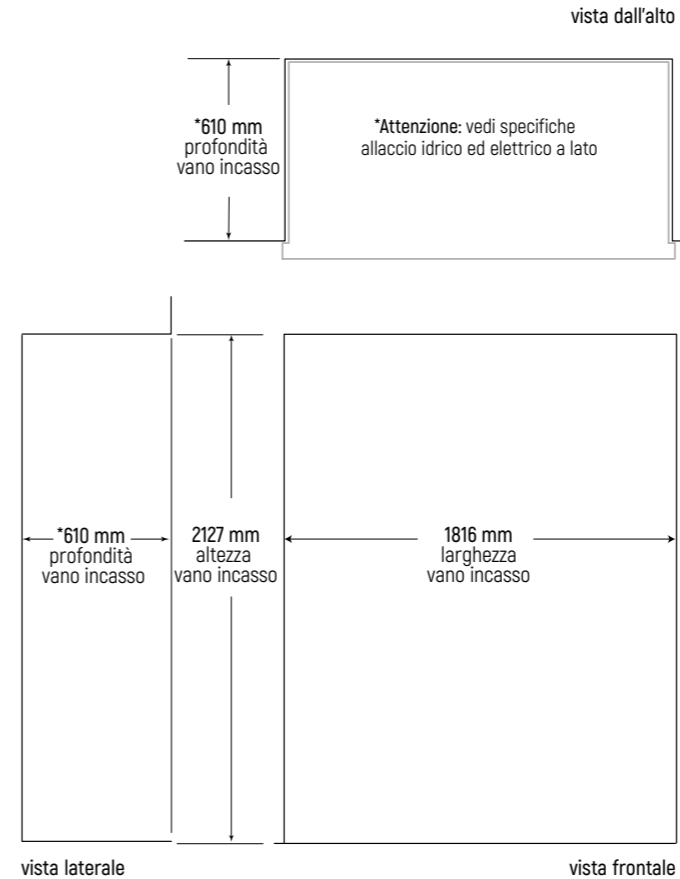 vista dall'alto
*610 mm
profondità
vano incasso
*Attenzione: vedi specifiche
allaccio idrico ed elettrico a lato
*610 mm
profondità
vano incasso
2127 mm
altezza
vano incasso
1816 mm
larghezza
vano incasso
vista laterale
vista frontale